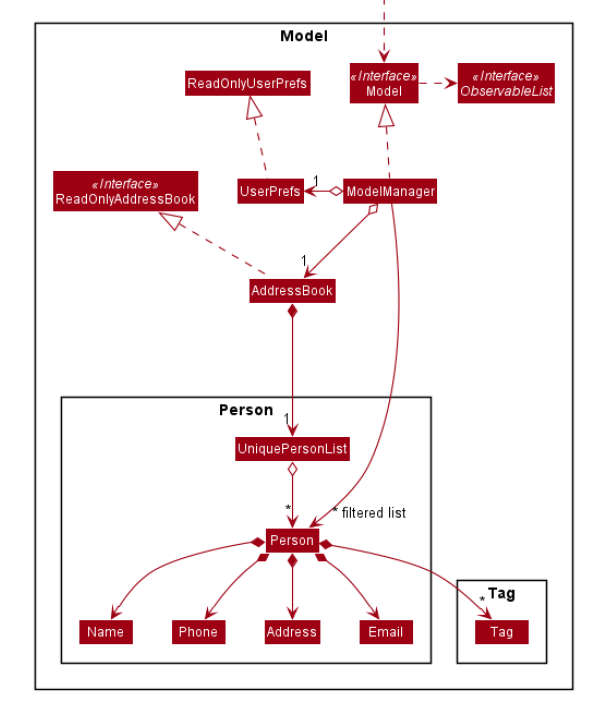 Model
«Interface»
Model
«Interface»
ObservableList
ReadOnlyUserPrefs
«Interface»
ReadOnlyAddressBook
UserPrefs
1
ModelManager
1
AddressBook
Person
1
UniquePersonList
*
* filtered list
Person
Tag
*
Name
Phone
Address
Email
Tag